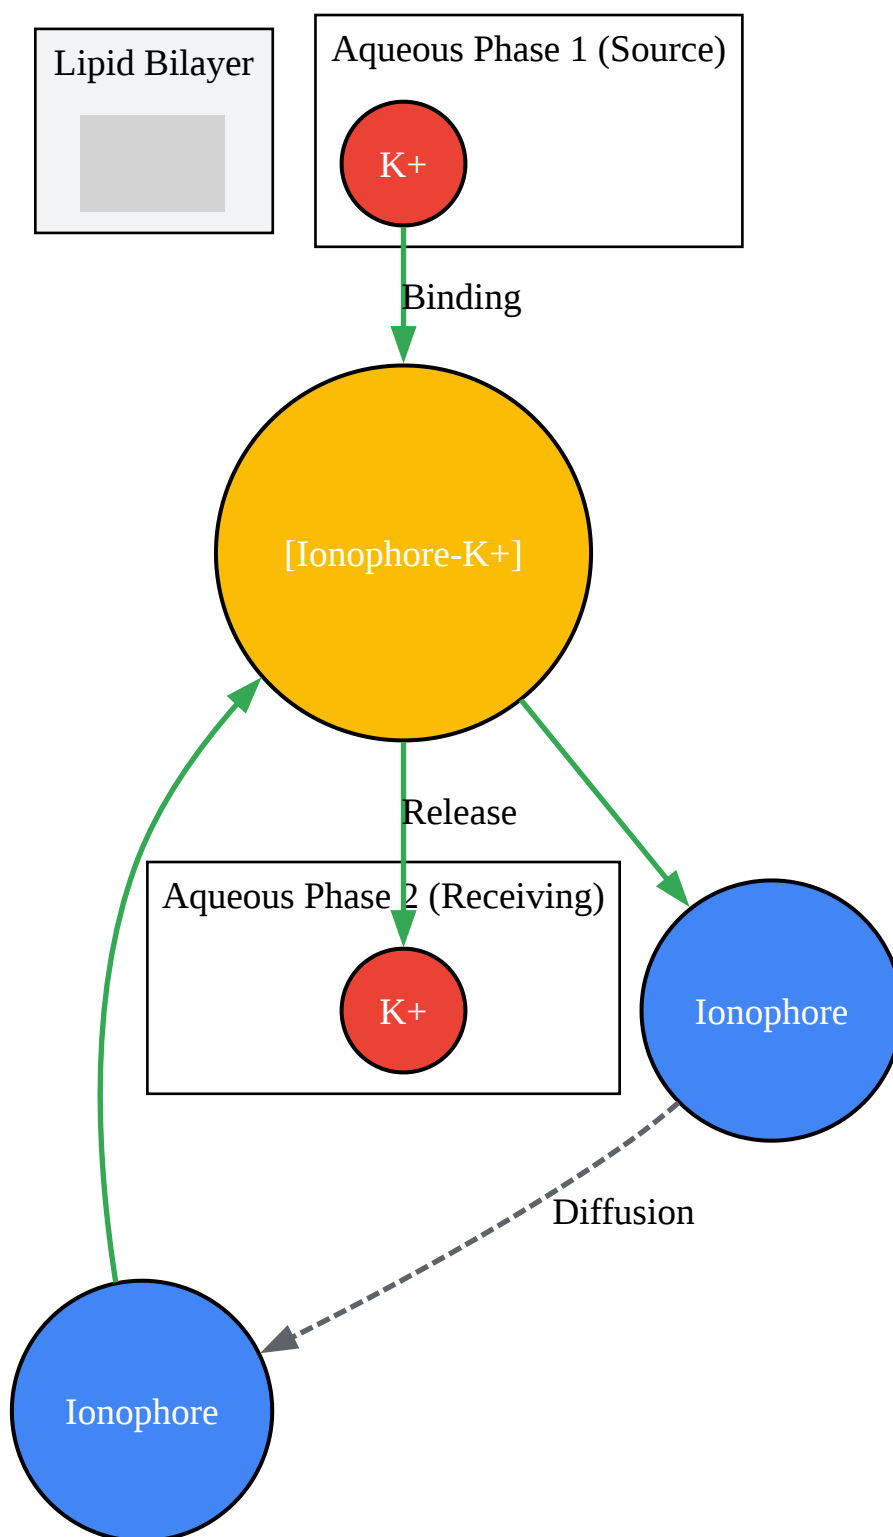 Lipid Bilayer
Aqueous Phase 1 (Source)
K+
Binding
[Ionophore-K+]
Release
Aqueous Phase 2 (Receiving)
K+
Ionophore
Diffusion
Ionophore